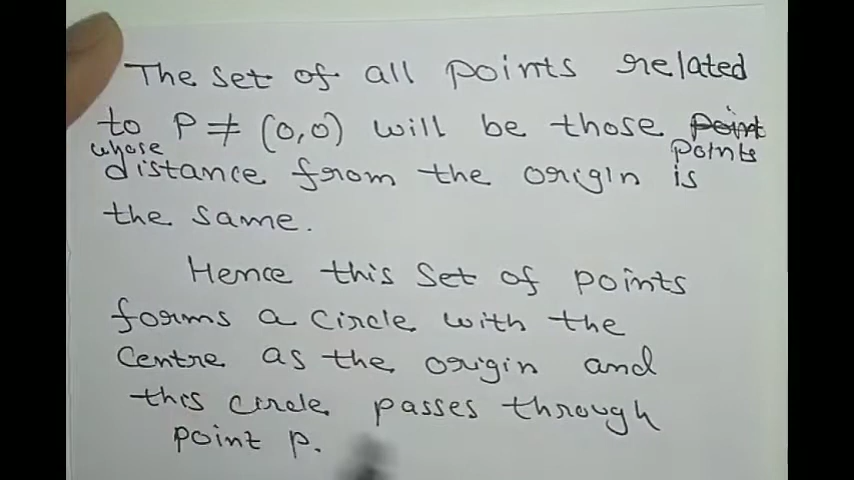 The set of all points related
to P ≠ (0,0) will be those point
whose points
distance from the origin is
the same.
Hence this set of points
forms a circle with the
Centre as the origin and
this circle passes through
point P.